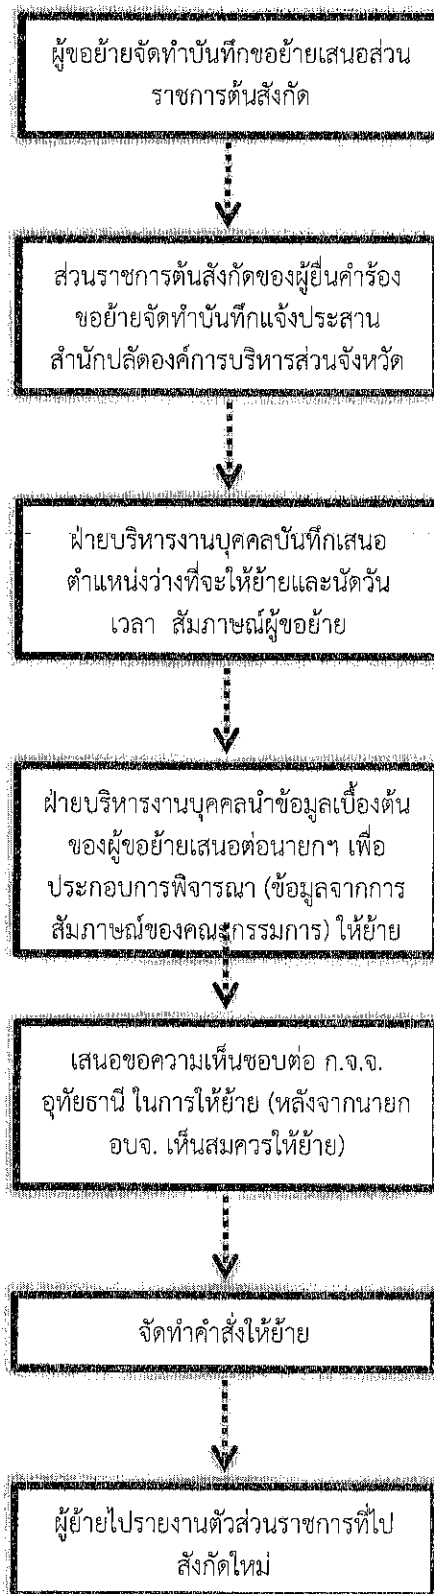 ผู้ขอย้ายจัดทำบันทึกขอย้ายเสนอส่วน
ราชการต้นสังกัด
ส่วนราชการต้นสังกัดของผู้ยื่นคำร้อง
ขอย้ายจัดทำบันทึกแจ้งประสาน
สำนักปลัดองค์การบริหารส่วนจังหวัด
ฝ่ายบริหารงานบุคคลบันทึกเสนอ
ตำแหน่งว่างที่จะให้ย้ายและนัดวัน
เวลา สัมภาษณ์ผู้ขอย้าย
ฝ่ายบริหารงานบุคคลนำข้อมูลเบื้องต้น
ของผู้ขอย้ายเสนอต่อนายกฯ เพื่อ
ประกอบการพิจารณา (ข้อมูลจากการ
สัมภาษณ์ของคณะกรรมการ) ให้ย้าย
เสนอขอความเห็นชอบต่อ ก.จ.จ.
อุทัยธานี ในการให้ย้าย (หลังจากนายก
อบจ. เห็นสมควรให้ย้าย)
จัดทำคำสั่งให้ย้าย
ผู้ย้ายไปรายงานตัวส่วนราชการที่ไป
สังกัดใหม่